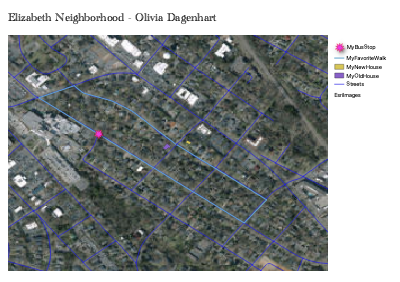 Elizabeth Neighborhood - Olivia Dagenhart
MyBusStop
MyFavoriteWalk
MyNewHouse
MyOldHouse
Streets
EsriImages